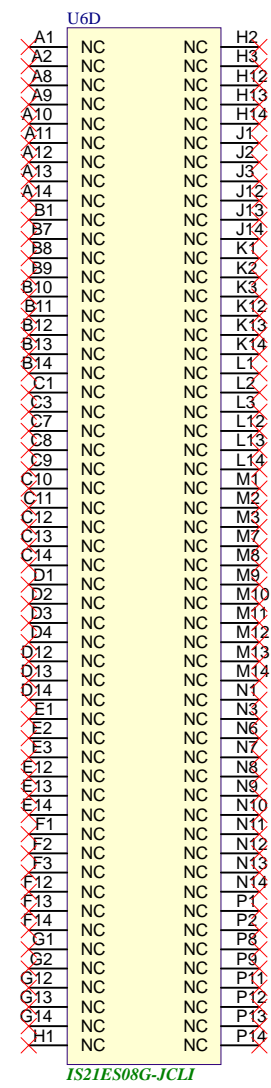 U6D
A1 NC NC H2
A2 NC NC H3
A8 NC NC H12
A9 NC NC H13
A10 NC NC H14
A11 NC NC J1
A12 NC NC J2
A13 NC NC J3
A14 NC NC J12
B1 NC NC J13
B7 NC NC J14
B8 NC NC K1
B9 NC NC K2
B10 NC NC K3
B11 NC NC K12
B12 NC NC K13
B13 NC NC K14
B14 NC NC L1
C1 NC NC L2
C3 NC NC L3
C7 NC NC L12
C8 NC NC L13
C9 NC NC L14
C10 NC NC M1
C11 NC NC M2
C12 NC NC M3
C13 NC NC M7
C14 NC NC M8
D1 NC NC M9
D2 NC NC M10
D3 NC NC M11
D4 NC NC M12
D12 NC NC M13
D13 NC NC M14
D14 NC NC N1
E1 NC NC N3
E2 NC NC N6
E3 NC NC N7
E12 NC NC N8
E13 NC NC N9
E14 NC NC N10
F1 NC NC N11
F2 NC NC N12
F3 NC NC N13
F12 NC NC N14
F13 NC NC P1
F14 NC NC P2
G1 NC NC P8
G2 NC NC P9
G12 NC NC P11
G13 NC NC P12
G14 NC NC P13
H1 NC NC P14
IS21ES08G-JCLI